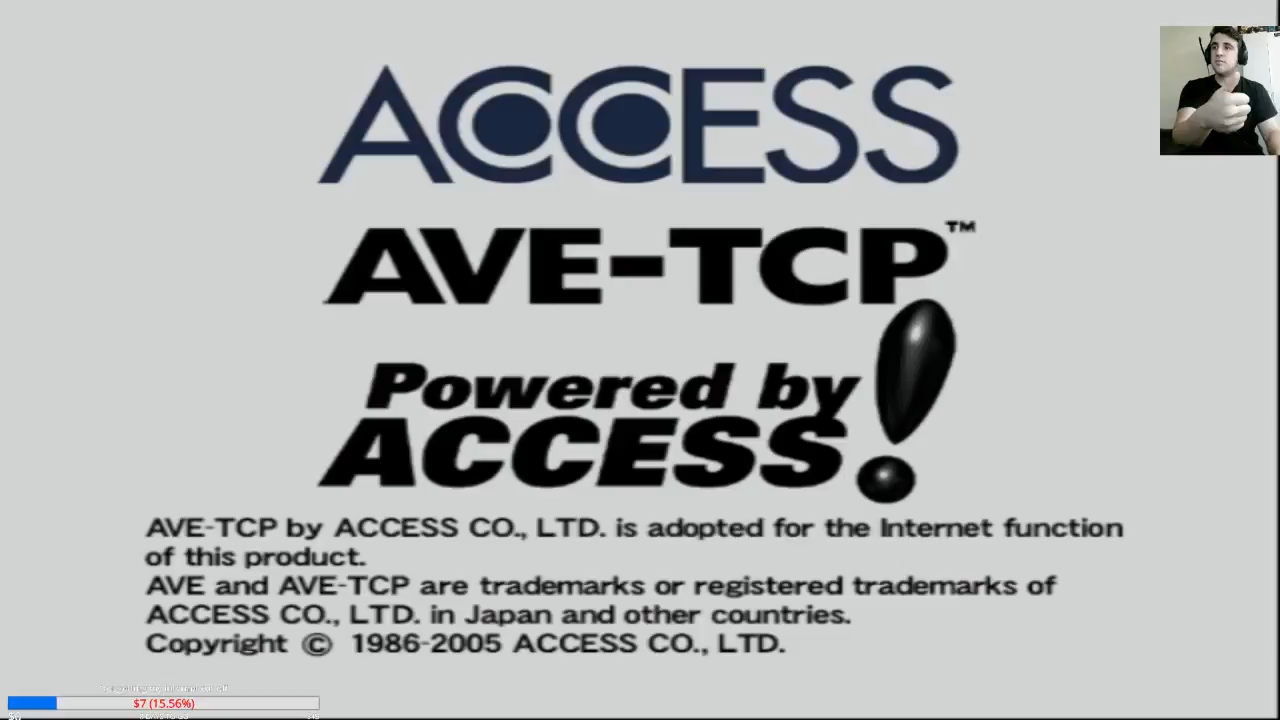 ACCESS
AVE-TCP™
Powered by
ACCESS!
AVE-TCP by ACCESS CO., LTD. is adopted for the Internet function
of this product.
AVE and AVE-TCP are trademarks or registered trademarks of
ACCESS CO., LTD. in Japan and other countries.
Copyright © 1986-2005 ACCESS CO., LTD.
$7 (15.56%)